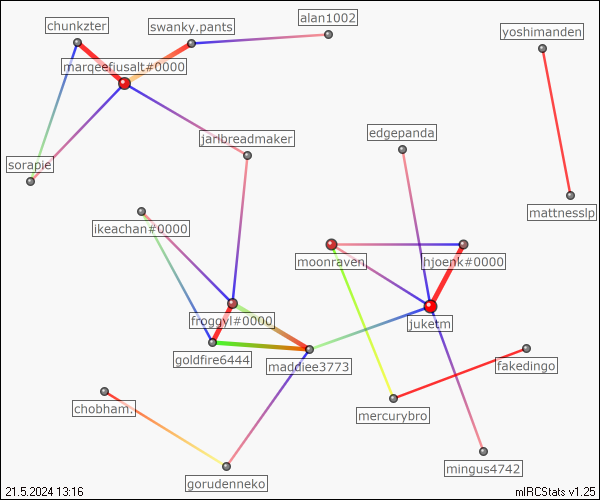 alan1002
chunkzter
swanky.pants
yoshimanden
marqeefiusalt#0000
edgepanda
jarlbreadmaker
sorapie
mattnesslp
ikeachan#0000
moonraven
hjoenk#0000
froggyl#0000
juketm
goldfire6444
maddiee3773
fakedingo
chobham.
mercurybro
mingus4742
gorudenneko
21.5.2024 13:16
mIRCStats v1.25